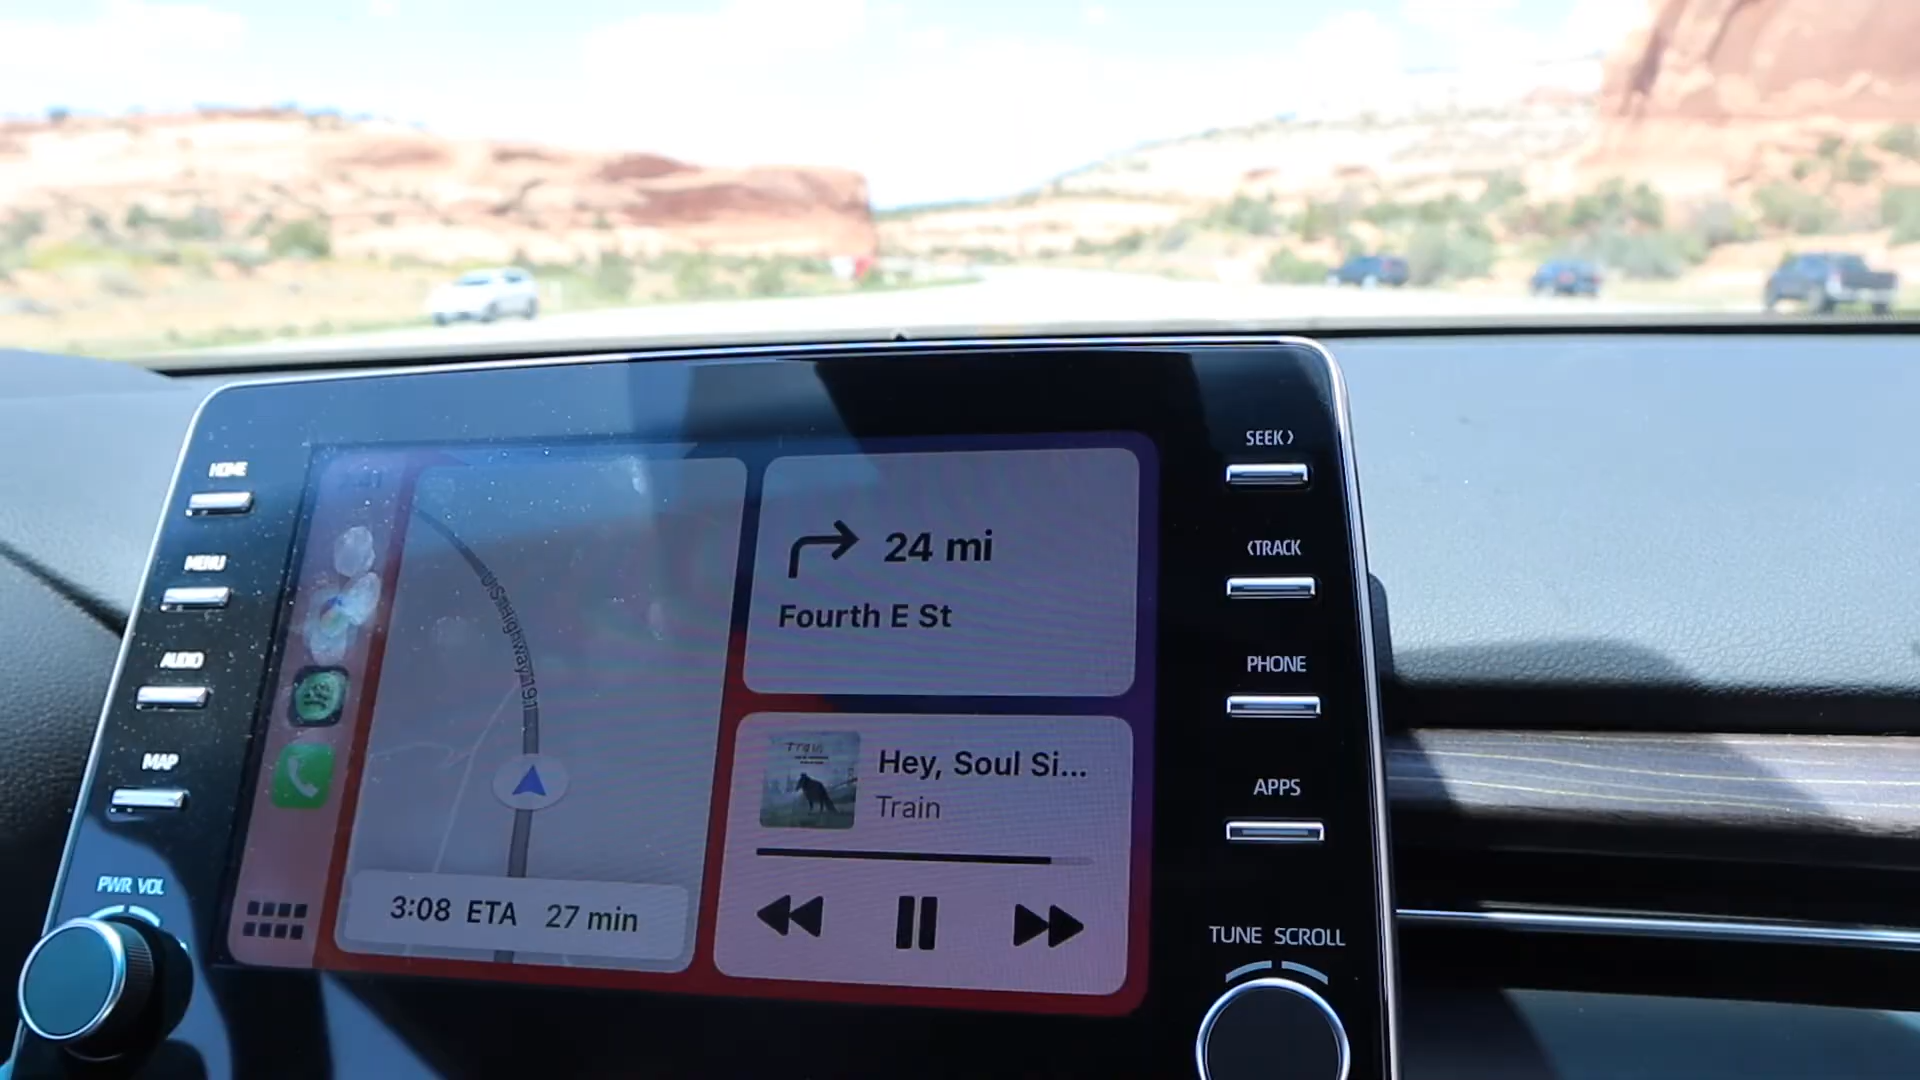 HOME
MENU
AUDIO
MAP
PWR VOL
US Highway 191
3:08 ETA 27 min
24 mi
Fourth E St
Train
Hey, Soul Si...
Train
SEEK>
<TRACK
PHONE
APPS
TUNE SCROLL